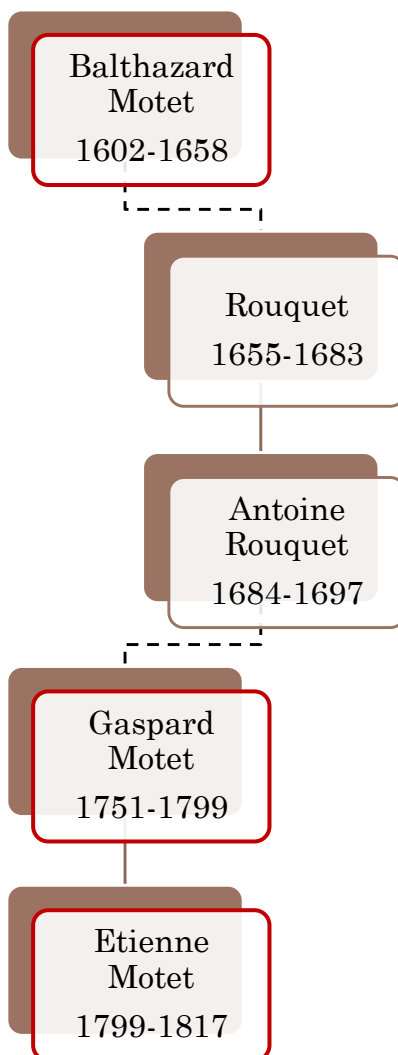 Balthazard
Motet
1602-1658
Rouquet
1655-1683
Antoine
Rouquet
1684-1697
Gaspard
Motet
1751-1799
Etienne
Motet
1799-1817